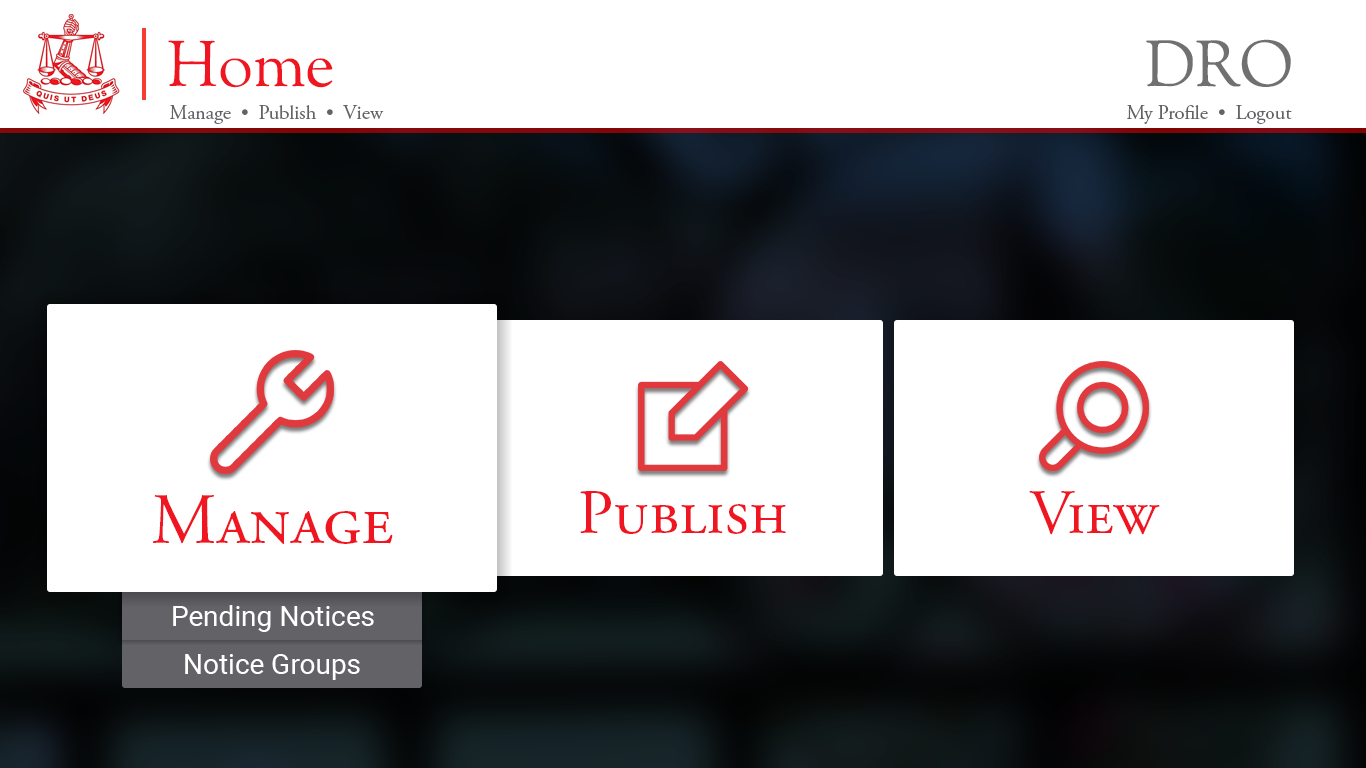 QUIS UT DEUS
Home
Manage • Publish • View
DRO
My Profile • Logout
MANAGE
PUBLISH
VIEW
Pending Notices
Notice Groups